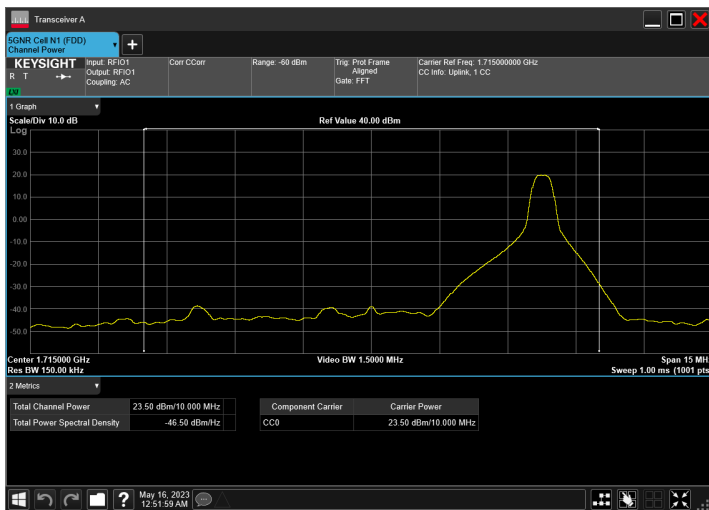 Transceiver A
5GNR Cell N1 (FDD)
Channel Power
KEYSIGHT
R T
LXI
Input: RFIO1
Output: RFIO1
Coupling: AC
Corr CCorr
Range: -60 dBm
Trig: Prot Frame
Aligned
Gate: FFT
Carrier Ref Freq: 1.715000000 GHz
CC Info: Uplink, 1 CC
1 Graph
Scale/Div 10.0 dB
Ref Value 40.00 dBm
Log
30.0
20.0
10.0
0.00
-10.0
-20.0
-30.0
-40.0
-50.0
Center 1.715000 GHz
Video BW 1.5000 MHz
Span 15 MH
Res BW 150.00 kHz
Sweep 1.00 ms (1001 pts
2 Metrics
Total Channel Power 23.50 dBm/10.000 MHz
Total Power Spectral Density -46.50 dBm/Hz
Component Carrier Carrier Power
CC0 23.50 dBm/10.000 MHz
?
May 16, 2023
12:51:59 AM